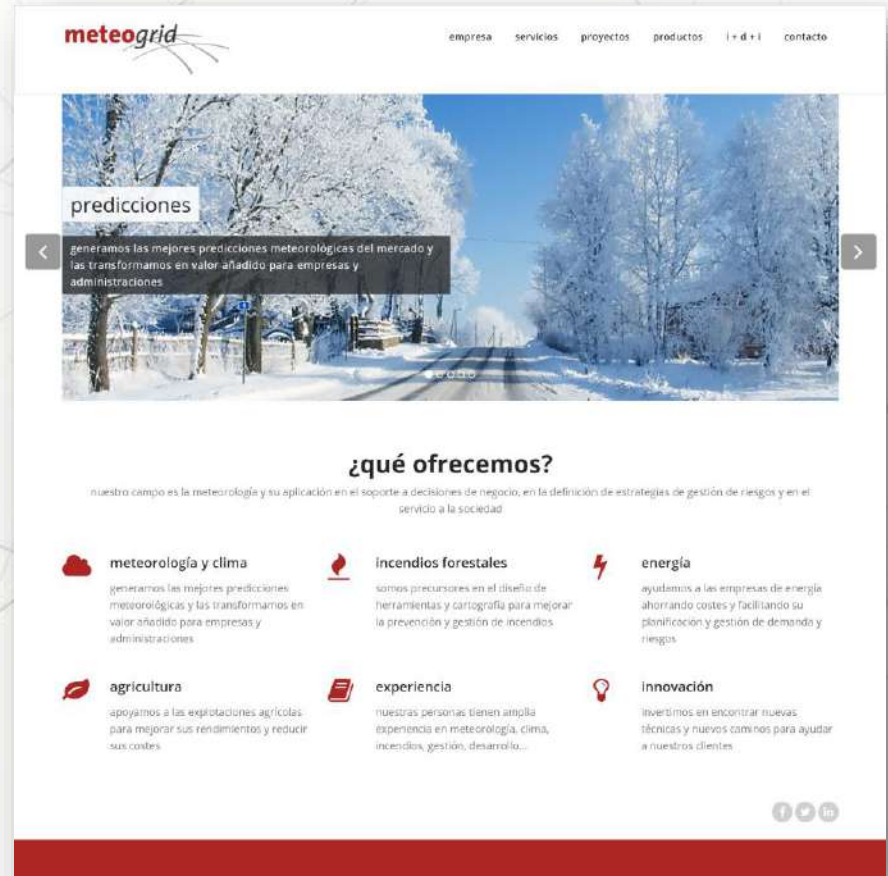 meteogrid
empresa servicios proyectos productos i + d + i contacto
predicciones
generamos las mejores predicciones meteorológicas del mercado y
las transformamos en valor añadido para empresas y
administraciones
¿qué ofrecemos?
nuestro campo es la meteorología y su aplicación en el soporte a decisiones de negocio, en la definición de estrategias de gestión de riesgos y en el
servicio a la sociedad
meteorología y clima
generamos las mejores predicciones
meteorológicas y las transformamos en
valor añadido para empresas y
administraciones
incendios forestales
somos precursores en el diseño de
herramientas y cartografía para mejorar
la prevención y gestión de incendios
energía
ayudamos a las empresas de energía
ahorrando costes y facilitando su
planificación y gestión de demanda y
riesgos
agricultura
apoyamos a las explotaciones agrícolas
para mejorar sus rendimientos y reducir
sus costes
experiencia
nuestras personas tienen amplia
experiencia en meteorología, clima,
incendios, gestión, desarrollo...
innovación
invertimos en encontrar nuevas
técnicas y nuevos caminos para ayudar
a nuestros clientes